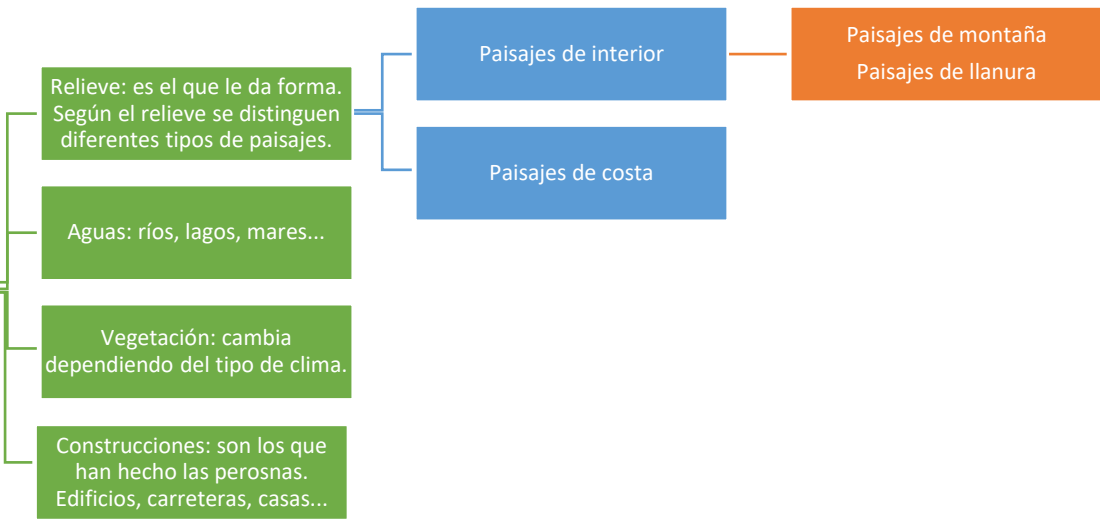 Relieve: es el que le da forma.
Según el relieve se distinguen
diferentes tipos de paisajes.
Paisajes de interior
Paisajes de montaña
Paisajes de llanura
Paisajes de costa
Aguas: ríos, lagos, mares...
Vegetación: cambia
dependiendo del tipo de clima.
Construcciones: son los que
han hecho las perosnas.
Edificios, carreteras, casas...